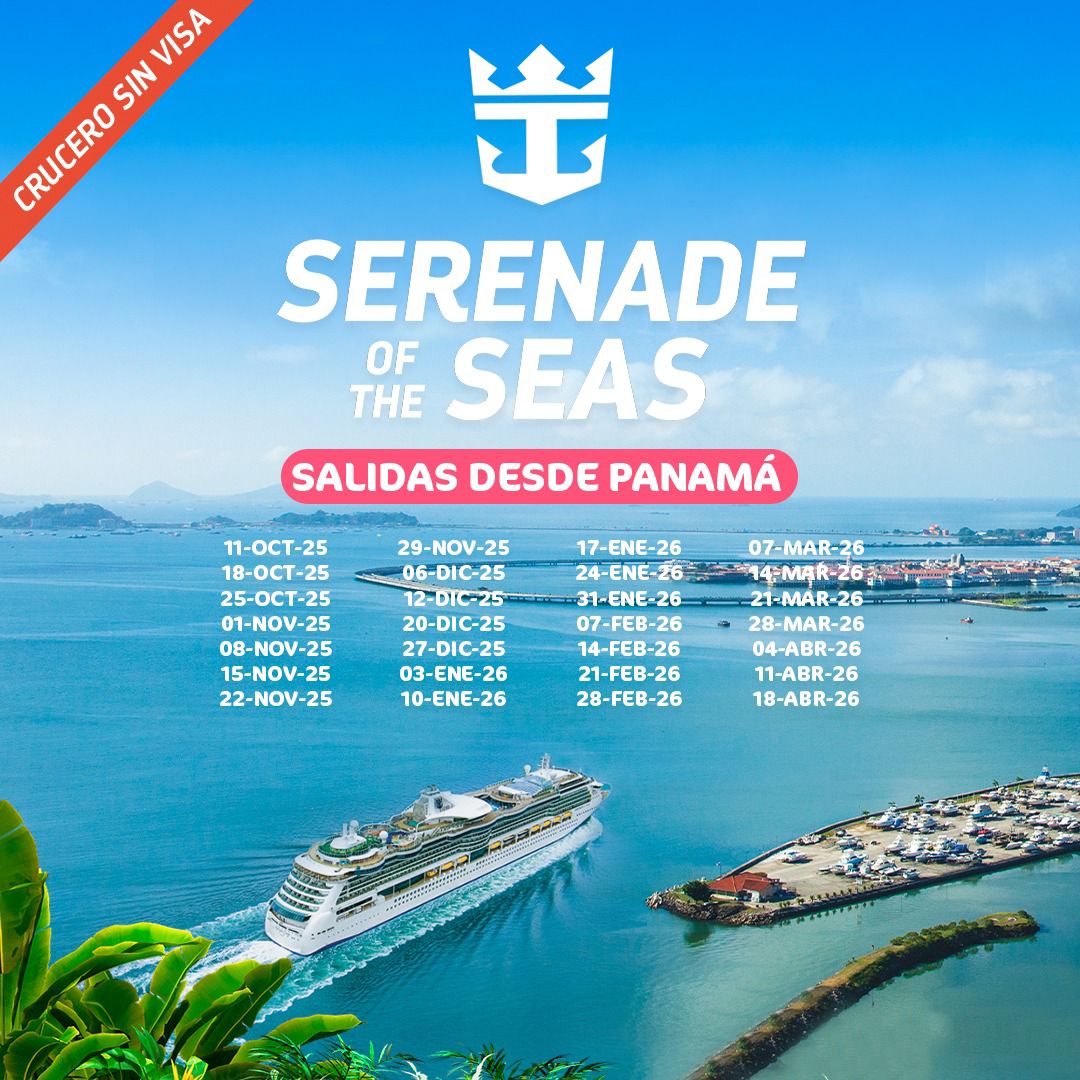 CRUCERO SIN VISA
SERENADE
OF THE SEAS
SALIDAS DESDE PANAMÁ
11-OCT-25 29-NOV-25 17-ENE-26 07-MAR-26
18-OCT-25 06-DIC-25 24-ENE-26 14-MAR-26
25-OCT-25 12-DIC-25 31-ENE-26 21-MAR-26
01-NOV-25 20-DIC-25 07-FEB-26 28-MAR-26
08-NOV-25 27-DIC-25 14-FEB-26 04-ABR-26
15-NOV-25 03-ENE-26 21-FEB-26 11-ABR-26
22-NOV-25 10-ENE-26 28-FEB-26 18-ABR-26